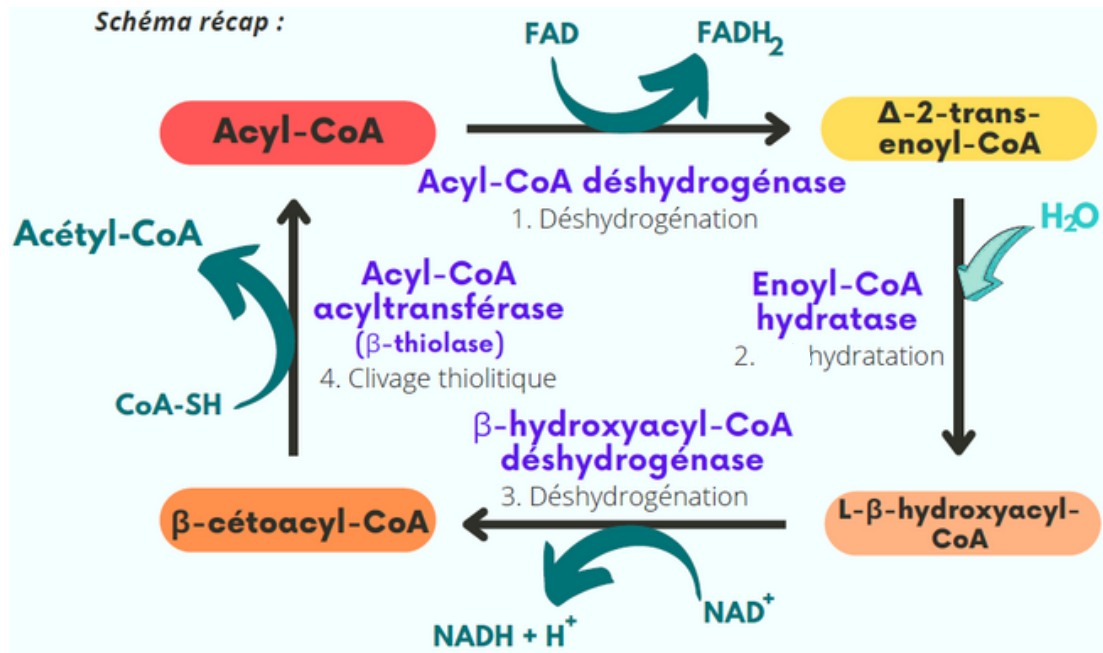 Schéma récap :
FAD
FADH₂
Acyl-CoA
Δ-2-trans-
enoyl-CoA
Acyl-CoA déshydrogénase
1. Déshydrogénation
H₂O
Acétyl-CoA
Acyl-CoA
acyltransférase
(β-thiolase)
4. Clivage thiolitique
Enoyl-CoA
hydratase
2. hydratation
CoA-SH
β-hydroxyacyl-CoA
déshydrogénase
3. Déshydrogénation
β-cétoacyl-CoA
L-β-hydroxyacyl-
CoA
NADH + H⁺
NAD⁺